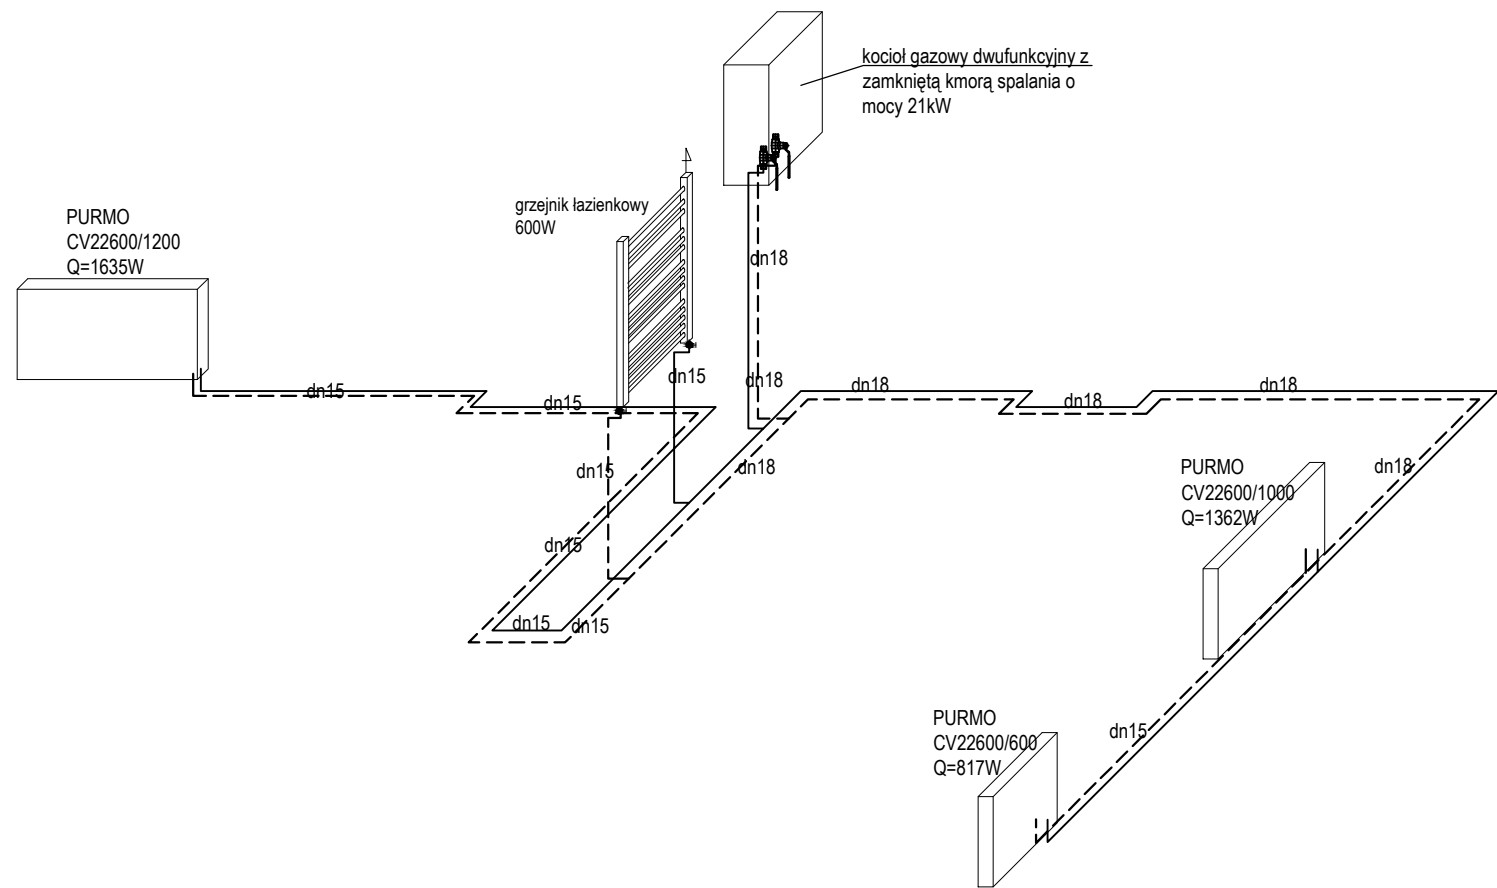 kocioł gazowy dwufunkcyjny z
zamkniętą kmorą spalania o
mocy 21kW
grzejnik łazienkowy
600W
PURMO
CV22600/1200
Q=1635W
dn18
dn15
dn18
dn15
dn15
dn18
dn18
dn18
dn15
dn18
dn18
PURMO
CV22600/1000
Q=1362W
dn15
dn15
dn15
PURMO
CV22600/600
Q=817W
dn15